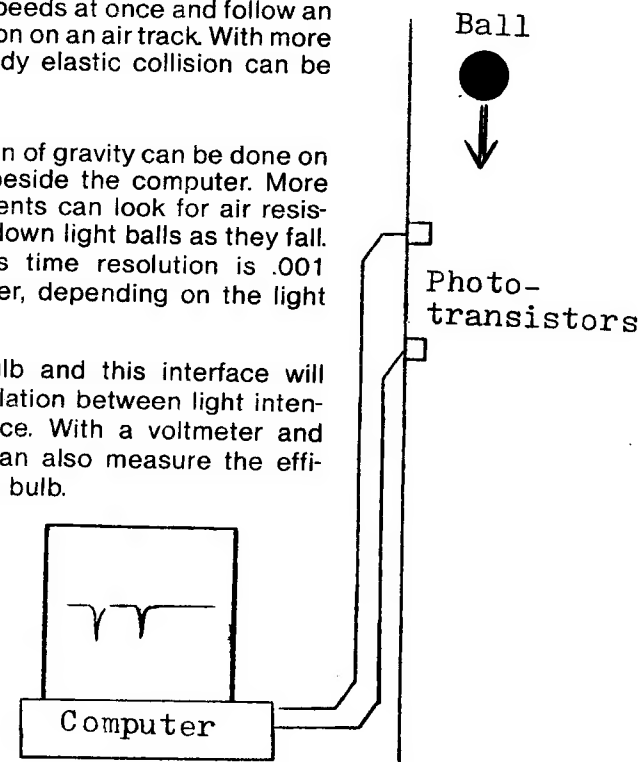 peeds at once and follow an
on on an air track. With more
dy elastic collision can be
n of gravity can be done on
beside the computer. More
ents can look for air resis-
down light balls as they fall.
s time resolution is .001
er, depending on the light
lb and this interface will
lation between light inten-
ce. With a voltmeter and
an also measure the effi-
bulb.
Ball
Photo-
transistors
Computer